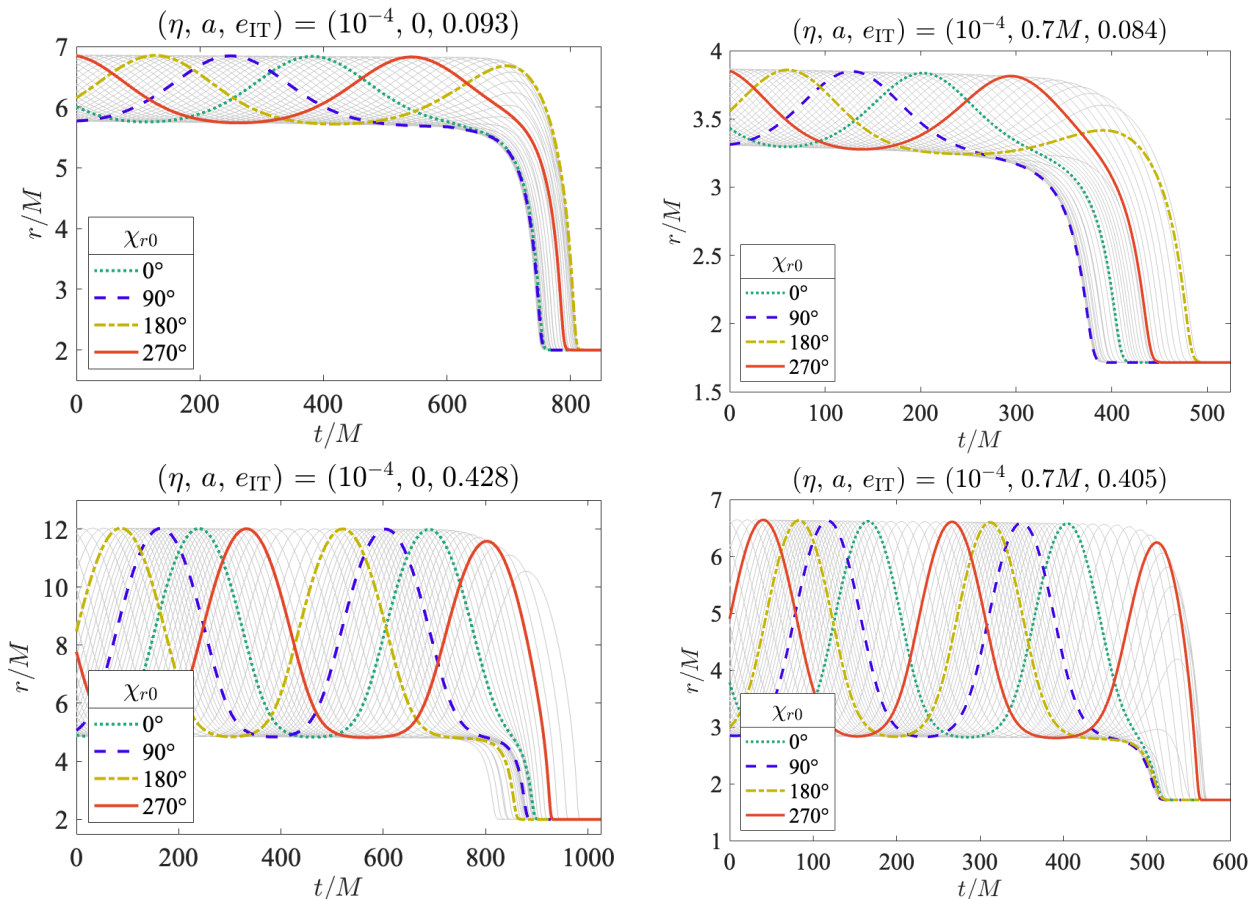 (η, a, e_IT) = (10⁻⁴, 0, 0.093)
7
6
5
4
3
2
r/M
χ_r0
0°
90°
180°
270°
0 200 400 600 800
t/M
(η, a, e_IT) = (10⁻⁴, 0.7M, 0.084)
4
3.5
3
2.5
2
1.5
r/M
χ_r0
0°
90°
180°
270°
0 100 200 300 400 500
t/M
(η, a, e_IT) = (10⁻⁴, 0, 0.428)
12
10
8
6
4
2
r/M
χ_r0
0°
90°
180°
270°
0 200 400 600 800 1000
t/M
(η, a, e_IT) = (10⁻⁴, 0.7M, 0.405)
7
6
5
4
3
2
1
r/M
χ_r0
0°
90°
180°
270°
0 100 200 300 400 500 600
t/M